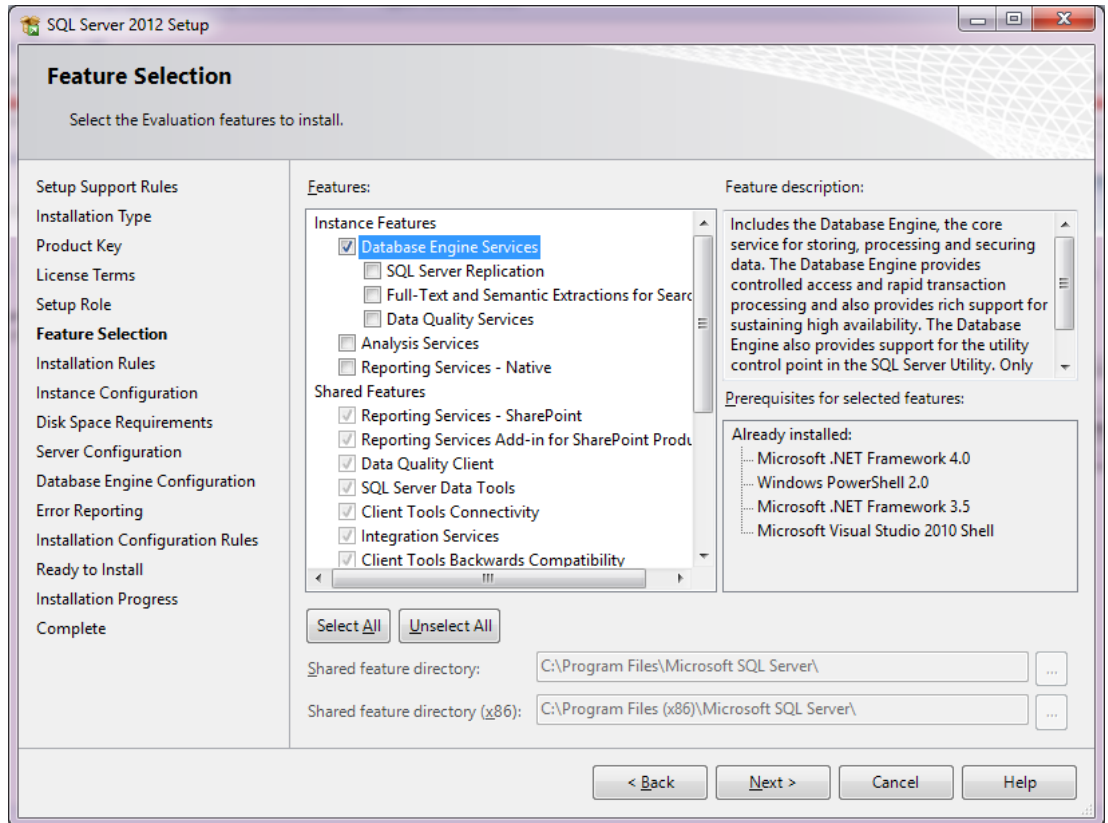 SQL Server 2012 Setup
Feature Selection
Select the Evaluation features to install.
Setup Support Rules
Installation Type
Product Key
License Terms
Setup Role
Feature Selection
Installation Rules
Instance Configuration
Disk Space Requirements
Server Configuration
Database Engine Configuration
Error Reporting
Installation Configuration Rules
Ready to Install
Installation Progress
Complete
Features:
Instance Features
Database Engine Services
SQL Server Replication
Full-Text and Semantic Extractions for Searc
Data Quality Services
Analysis Services
Reporting Services - Native
Shared Features
Reporting Services - SharePoint
Reporting Services Add-in for SharePoint Produ
Data Quality Client
SQL Server Data Tools
Client Tools Connectivity
Integration Services
Client Tools Backwards Compatibility
Feature description:
Includes the Database Engine, the core
service for storing, processing and securing
data. The Database Engine provides
controlled access and rapid transaction
processing and also provides rich support for
sustaining high availability. The Database
Engine also provides support for the utility
control point in the SQL Server Utility. Only
Prerequisites for selected features:
Already installed:
Microsoft .NET Framework 4.0
Windows PowerShell 2.0
Microsoft .NET Framework 3.5
Microsoft Visual Studio 2010 Shell
Select All
Unselect All
Shared feature directory:
C:\Program Files\Microsoft SQL Server\
...
Shared feature directory (x86):
C:\Program Files (x86)\Microsoft SQL Server\
...
< Back
Next >
Cancel
Help